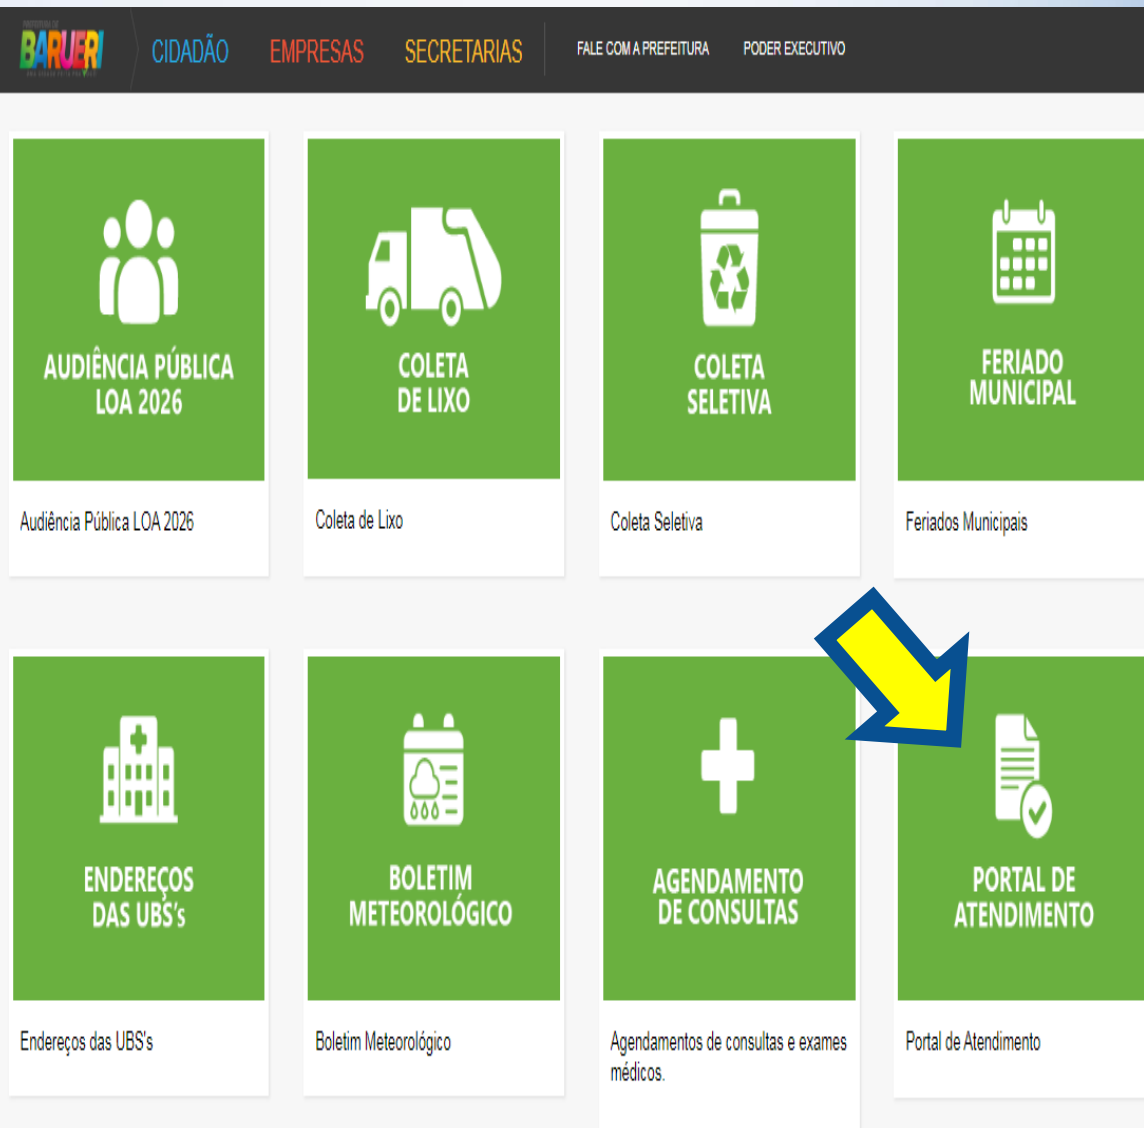 BARUERI
CIDADÃO
EMPRESAS
SECRETARIAS
FALE COM A PREFEITURA
PODER EXECUTIVO
AUDIÊNCIA PÚBLICA
LOA 2026
Audiência Pública LOA 2026
COLETA
DE LIXO
Coleta de Lixo
COLETA
SELETIVA
Coleta Seletiva
FERIADO
MUNICIPAL
Feriados Municipais
ENDEREÇOS
DAS UBS's
Endereços das UBS's
BOLETIM
METEOROLÓGICO
Boletim Meteorológico
AGENDAMENTO
DE CONSULTAS
Agendamentos de consultas e exames
médicos.
PORTAL DE
ATENDIMENTO
Portal de Atendimento